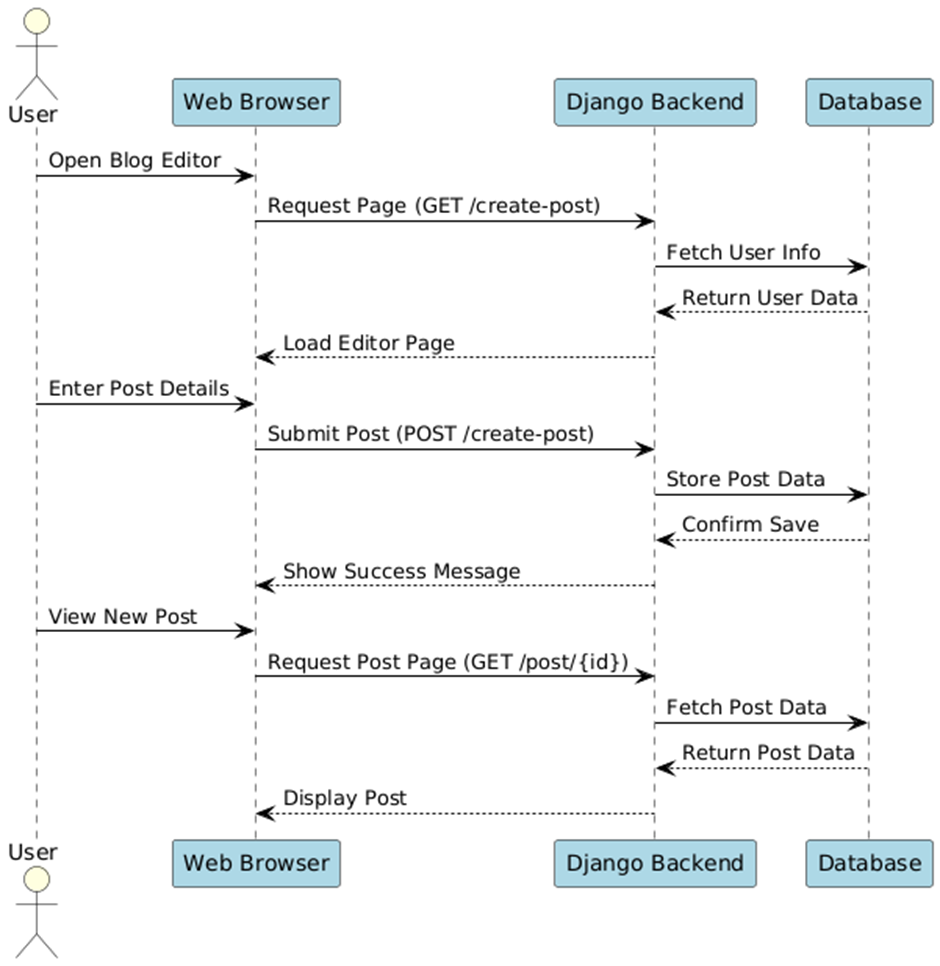 User
Web Browser
Django Backend
Database
Open Blog Editor
Request Page (GET /create-post)
Fetch User Info
Return User Data
Load Editor Page
Enter Post Details
Submit Post (POST /create-post)
Store Post Data
Confirm Save
Show Success Message
View New Post
Request Post Page (GET /post/{id})
Fetch Post Data
Return Post Data
Display Post
User
Web Browser
Django Backend
Database